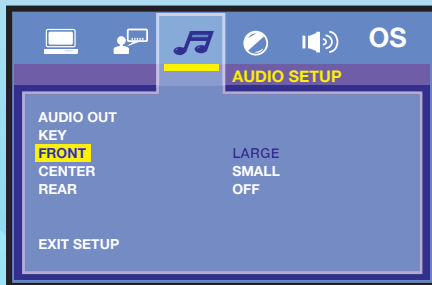 OS
AUDIO SETUP
AUDIO OUT
KEY
FRONT LARGE
CENTER SMALL
REAR OFF
EXIT SETUP